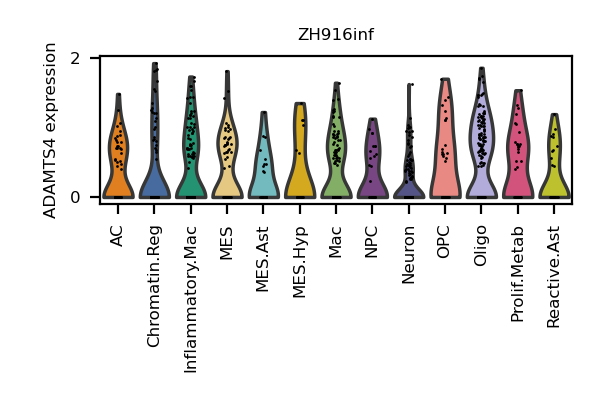 ZH916inf
ADAMTS4 expression
2
0
AC
Chromatin.Reg
Inflammatory.Mac
MES
MES.Ast
MES.Hyp
Mac
NPC
Neuron
OPC
Oligo
Prolif.Metab
Reactive.Ast